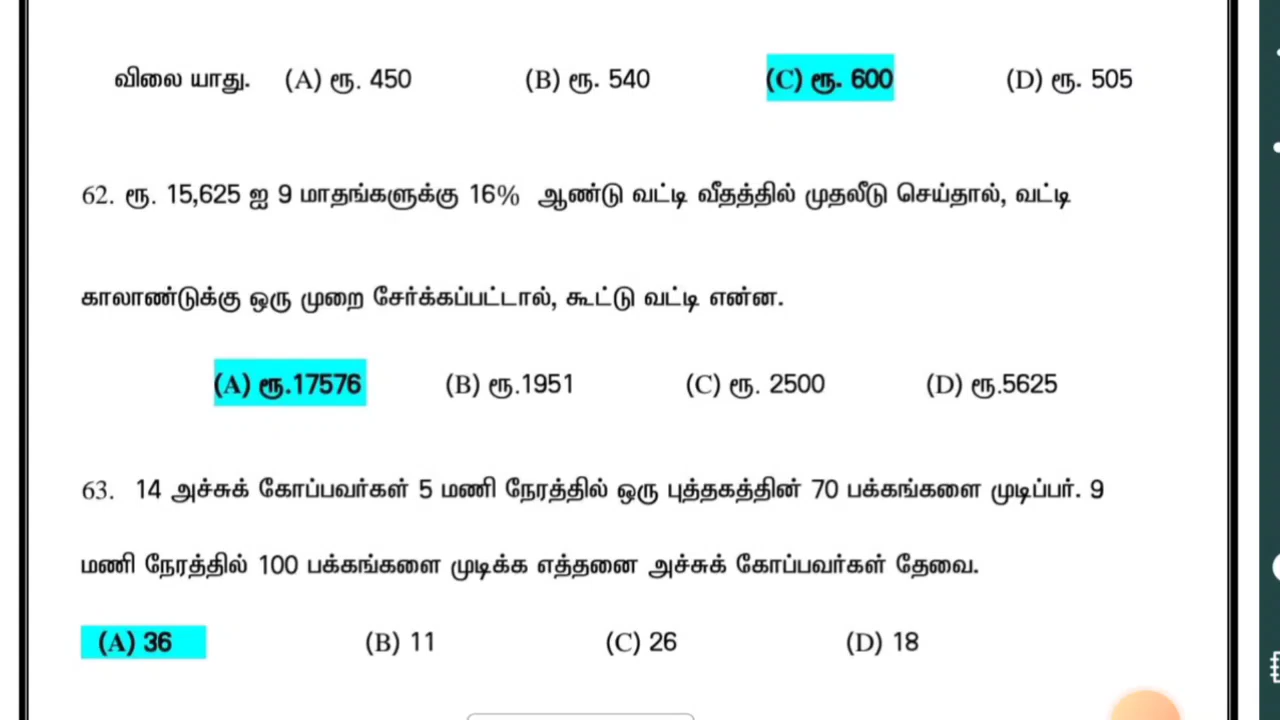 விலை யாது. (A) ரூ. 450 (B) ரூ. 540 (C) ரூ. 600 (D) ரூ. 505
62. ரூ. 15,625 ஐ 9 மாதங்களுக்கு 16% ஆண்டு வட்டி வீதத்தில் முதலீடு செய்தால், வட்டி
காலாண்டுக்கு ஒரு முறை சேர்க்கப்பட்டால், கூட்டு வட்டி என்ன.
(A) ரூ.17576 (B) ரூ.1951 (C) ரூ. 2500 (D) ரூ.5625
63. 14 அச்சுக் கோப்பவர்கள் 5 மணி நேரத்தில் ஒரு புத்தகத்தின் 70 பக்கங்களை முடிப்பர். 9
மணி நேரத்தில் 100 பக்கங்களை முடிக்க எத்தனை அச்சுக் கோப்பவர்கள் தேவை.
(A) 36 (B) 11 (C) 26 (D) 18